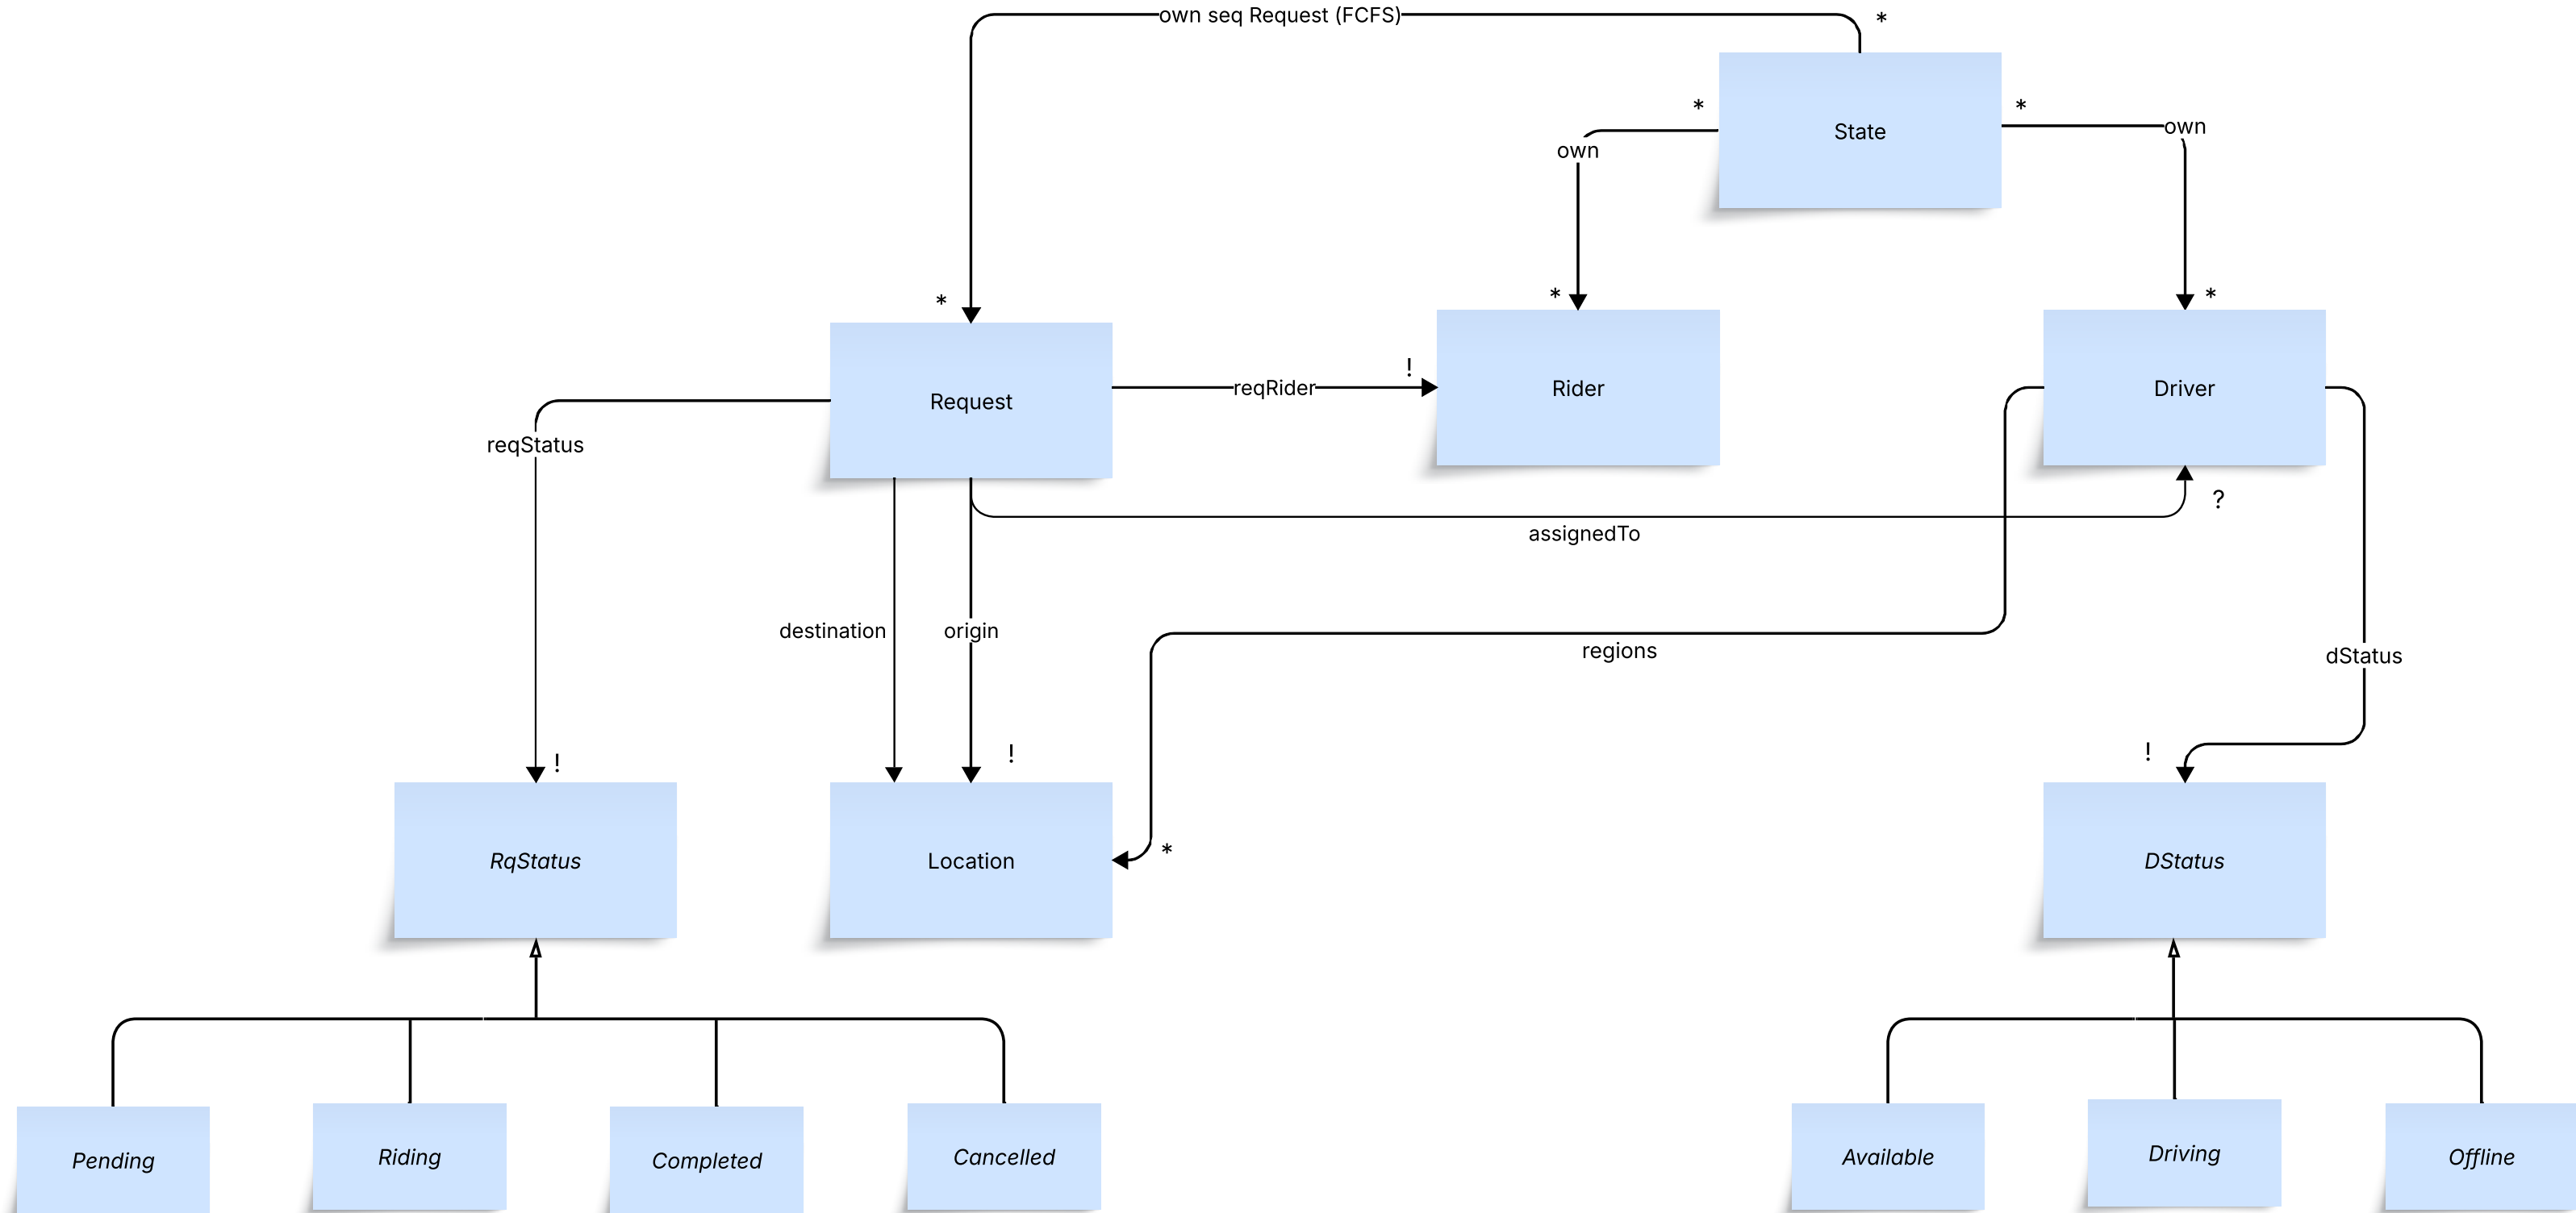 own seq Request (FCFS)
*
State
*
*
own
own
*
*
*
Request
reqRider
!
Rider
Driver
reqStatus
?
assignedTo
destination
origin
regions
dStatus
!
!
!
*
RqStatus
Location
DStatus
Pending
Riding
Completed
Cancelled
Available
Driving
Offline